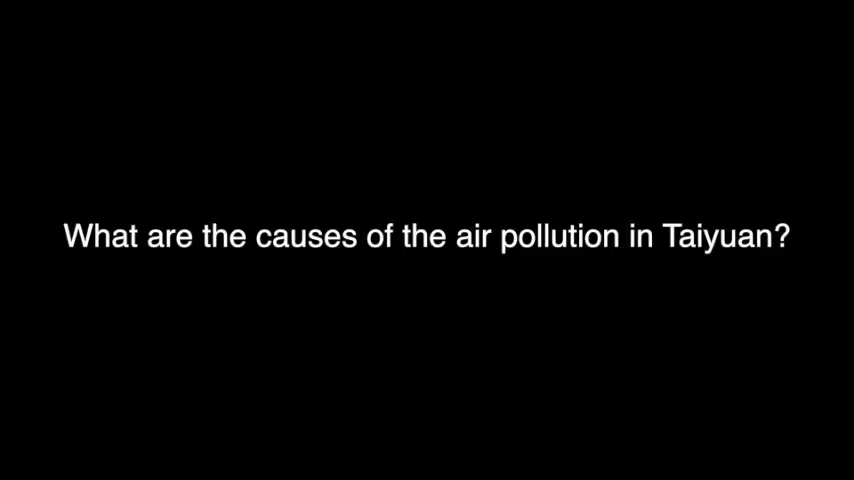 What are the causes of the air pollution in Taiyuan?